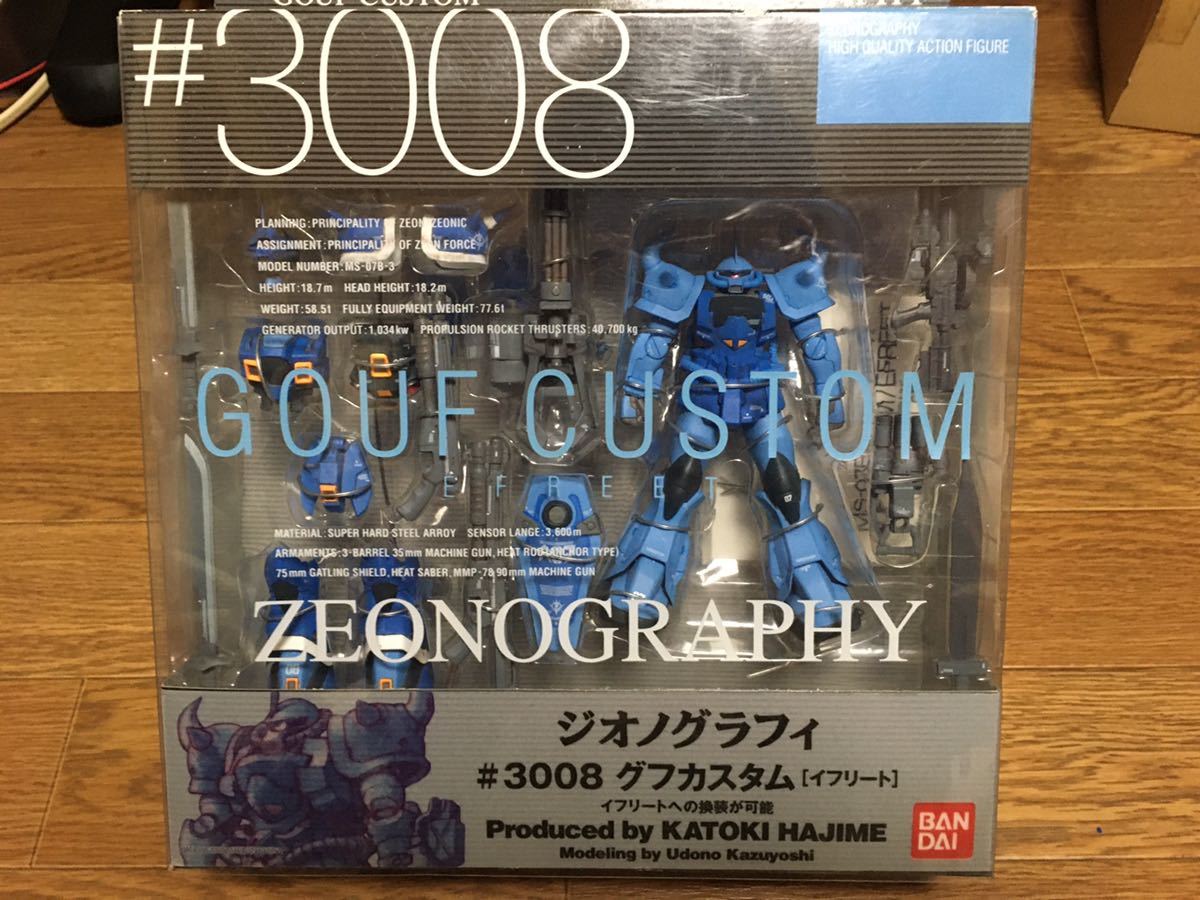 GOUF CUSTOM
#3008
ZEONOGRAPHY
HIGH QUALITY ACTION FIGURE
PLANNING:PRINCIPALITY OF ZEON/ZEONIC
ASSIGNMENT:PRINCIPALITY OF ZEON FORCE
MODEL NUMBER:MS-07B-3
HEIGHT:18.7m HEAD HEIGHT:18.2m
WEIGHT:58.5t FULLY EQUIPMENT WEIGHT:77.6t
GENERATOR OUTPUT:1,034kw PROPULSION ROCKET THRUSTERS:40,700kg
GOUF CUSTOM
EFREET
MATERIAL:SUPER HARD STEEL ARROY SENSOR LANGE:3,600m
ARMAMENTS:3-BARREL 35mm MACHINE GUN, HEAT ROD(ANCHOR TYPE)
75mm GATLING SHIELD, HEAT SABER, MMP-78 90mm MACHINE GUN
ZEONOGRAPHY
ジオノグラフィ
#3008 グフカスタム[イフリート]
イフリートへの換装が可能
Produced by KATOKI HAJIME
Modeling by Udono Kazuyoshi
BAN
DAI